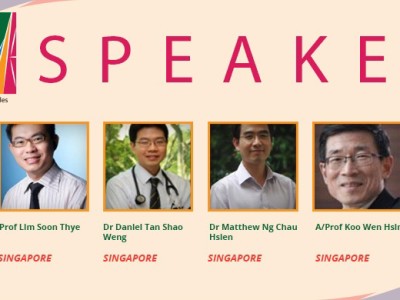 SPEAKE
les
Prof Lim Soon Thye
Dr Daniel Tan Shao
Weng
Dr Matthew Ng Chau
Hsien
A/Prof Koo Wen Hsin
SINGAPORE
SINGAPORE
SINGAPORE
SINGAPORE